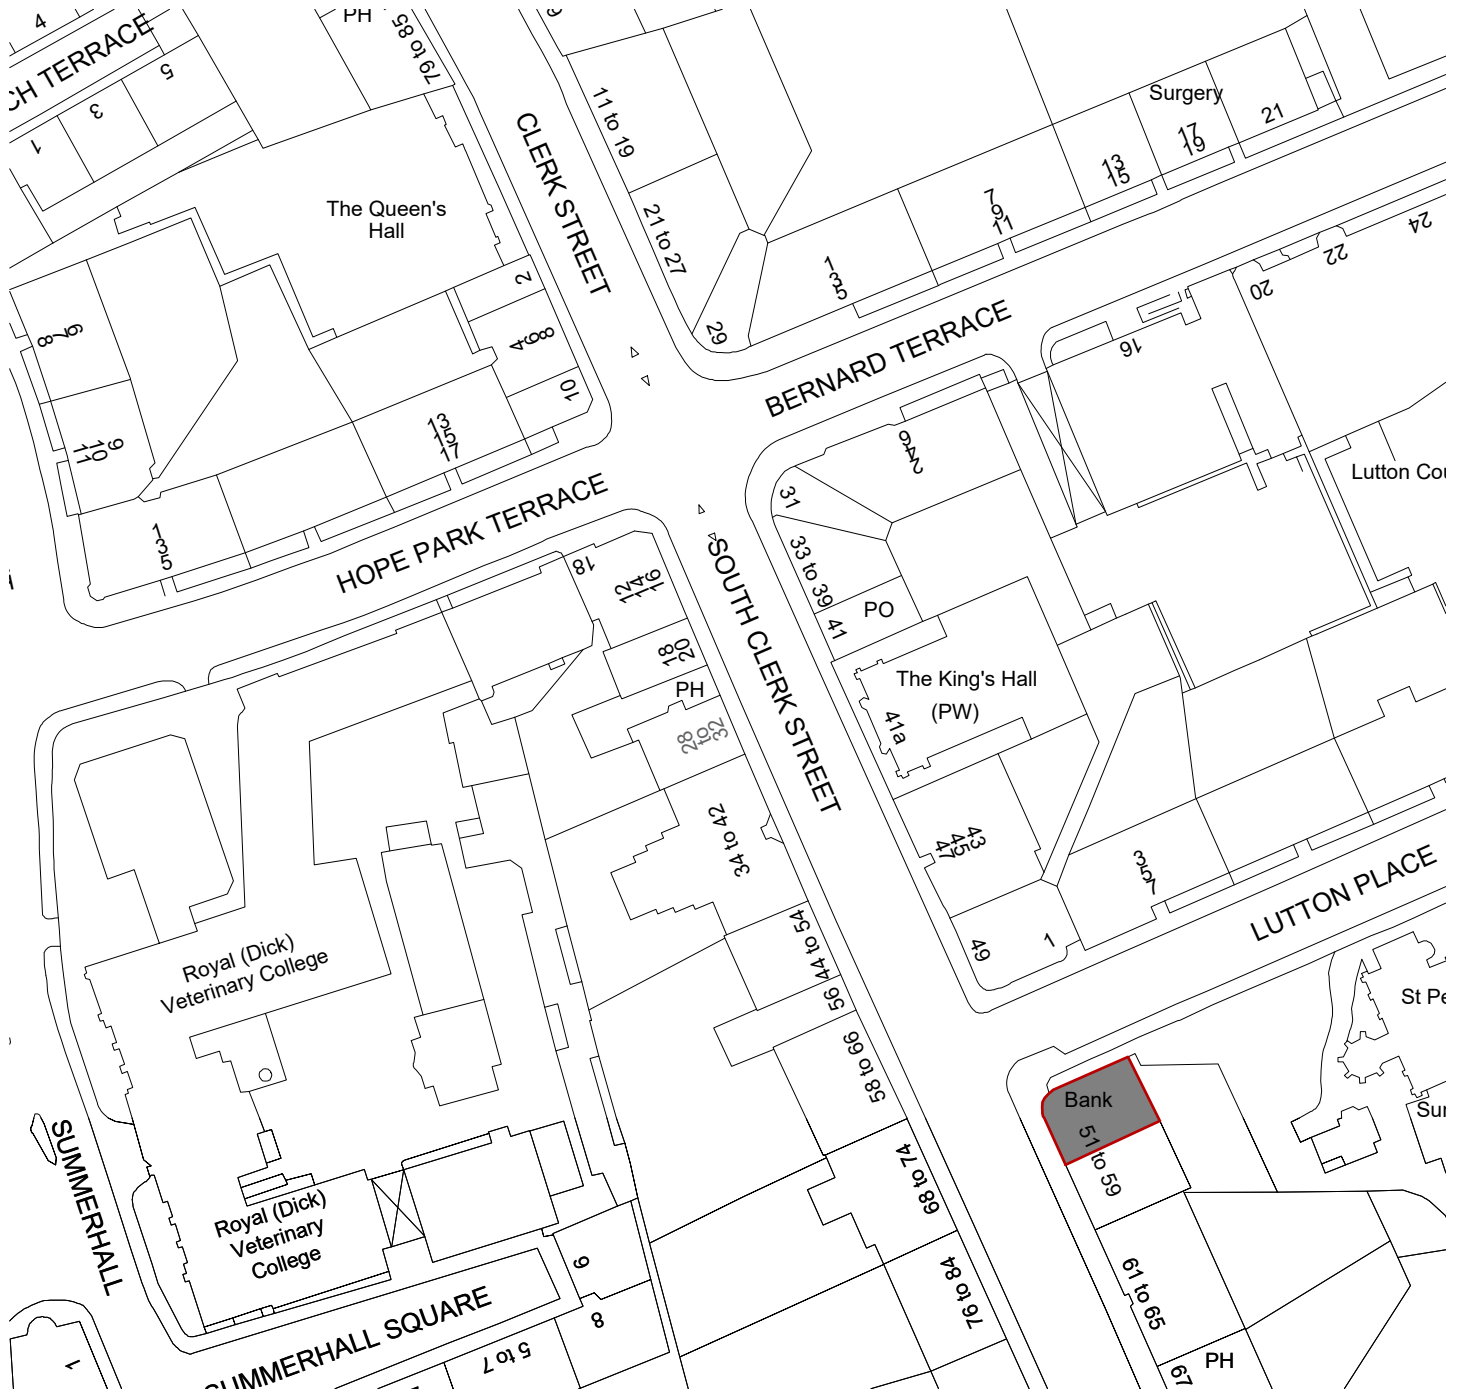 4
CH TERRACE
PH
79 to 85
5
3
1
CLERK STREET
11 to 19
Surgery
21
17
19
13
15
The Queen's
Hall
21 to 27
7
9
11
24
22
20
1
3
5
2
6
7
8
4
6
8
29
BERNARD TERRACE
16
10
13
15
17
9
10
11
6
4
2
Lutton Cou
31
HOPE PARK TERRACE
1
3
5
SOUTH CLERK STREET
33 to 39
18
12
14
16
PO
41
18
20
PH
The King's Hall
(PW)
41a
28
to
32
34 to 42
43
45
47
3
5
7
LUTTON PLACE
49
1
44 to 54
Royal (Dick)
Veterinary College
56
St Pe
58 to 66
Bank
51 to 59
Sur
SUMMERHALL
68 to 74
Royal (Dick)
Veterinary
College
9
61 to 65
76 to 84
SUMMERHALL SQUARE
8
5 to 7
1
PH
67